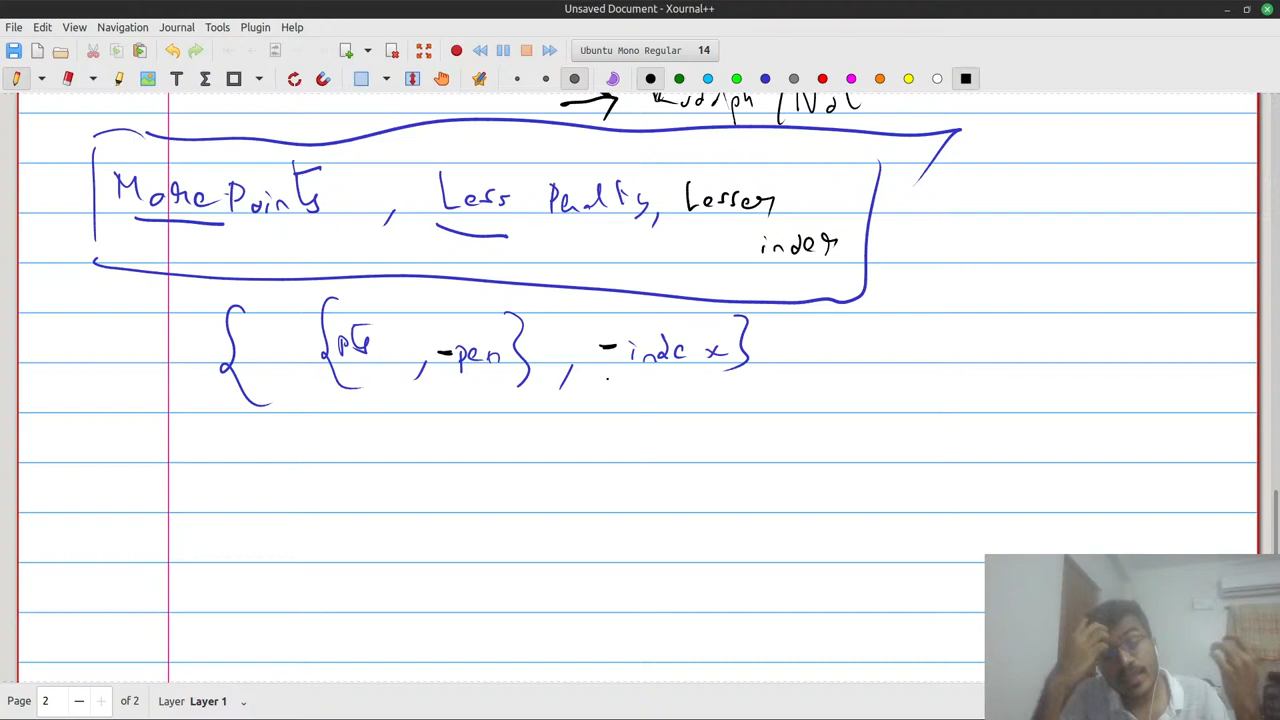 Unsaved Document - Xournal++
File Edit View Navigation Journal Tools Plugin Help
Ubuntu Mono Regular 14
More Points , Less Penalty, Lesser
index
{ {pts , -pen} , -index}
Page 2 of 2 Layer Layer 1